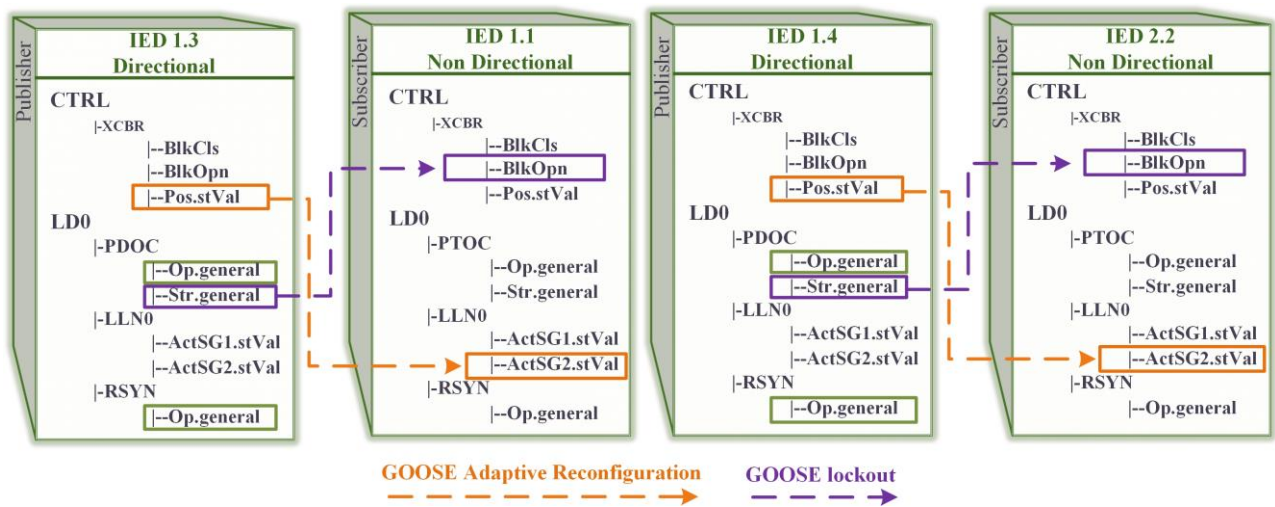 Publisher
IED 1.3
Directional
CTRL
|-XCBR
|--BlkCls
|--BlkOpn
|--Pos.stVal
LD0
|-PDOC
|--Op.general
|--Str.general
|-LLN0
|--ActSG1.stVal
|--ActSG2.stVal
|-RSYN
|--Op.general
Subscriber
IED 1.1
Non Directional
CTRL
|-XCBR
|--BlkCls
|--BlkOpn
|--Pos.stVal
LD0
|-PTOC
|--Op.general
|--Str.general
|-LLN0
|--ActSG1.stVal
|--ActSG2.stVal
|-RSYN
|--Op.general
Publisher
IED 1.4
Directional
CTRL
|-XCBR
|--BlkCls
|--BlkOpn
|--Pos.stVal
LD0
|-PDOC
|--Op.general
|--Str.general
|-LLN0
|--ActSG1.stVal
|--ActSG2.stVal
|-RSYN
|--Op.general
Subscriber
IED 2.2
Non Directional
CTRL
|-XCBR
|--BlkCls
|--BlkOpn
|--Pos.stVal
LD0
|-PTOC
|--Op.general
|--Str.general
|-LLN0
|--ActSG1.stVal
|--ActSG2.stVal
|-RSYN
|--Op.general
GOOSE Adaptive Reconfiguration
GOOSE lockout